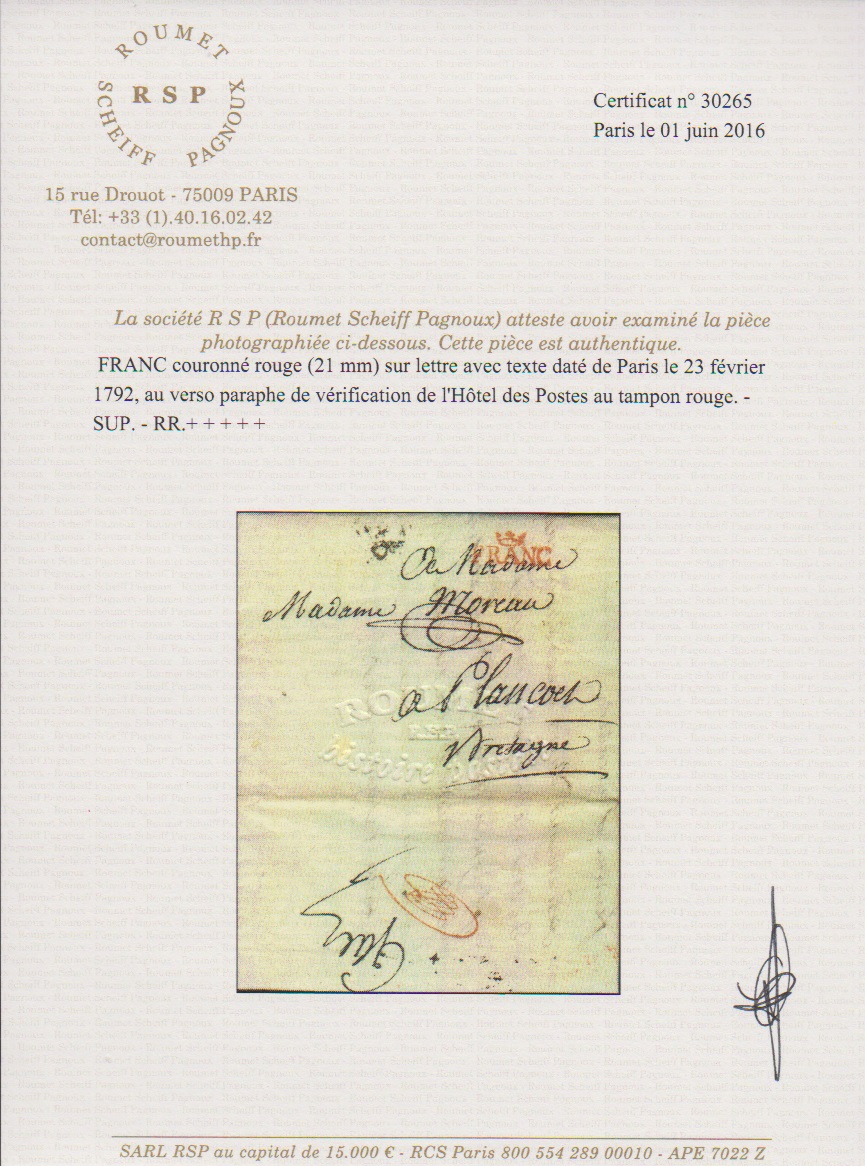 ROUMET
R S P
SCHEIFF PAGNOUX
Certificat n° 30265
Paris le 01 juin 2016
15 rue Drouot - 75009 PARIS
Tél: +33 (1).40.16.02.42
contact@roumethp.fr
La société R S P (Roumet Scheiff Pagnoux) atteste avoir examiné la pièce
photographiée ci-dessous. Cette pièce est authentique.
FRANC couronné rouge (21 mm) sur lettre avec texte daté de Paris le 23 février
1792, au verso paraphe de vérification de l'Hôtel des Postes au tampon rouge. -
SUP. - RR.+ + + + +
FRANC
A Madame
Madame Moreau
ROUMET
a Plancoet
R.S.P.
Bretagne
histoire postale
SARL RSP au capital de 15.000 € - RCS Paris 800 554 289 00010 - APE 7022 Z